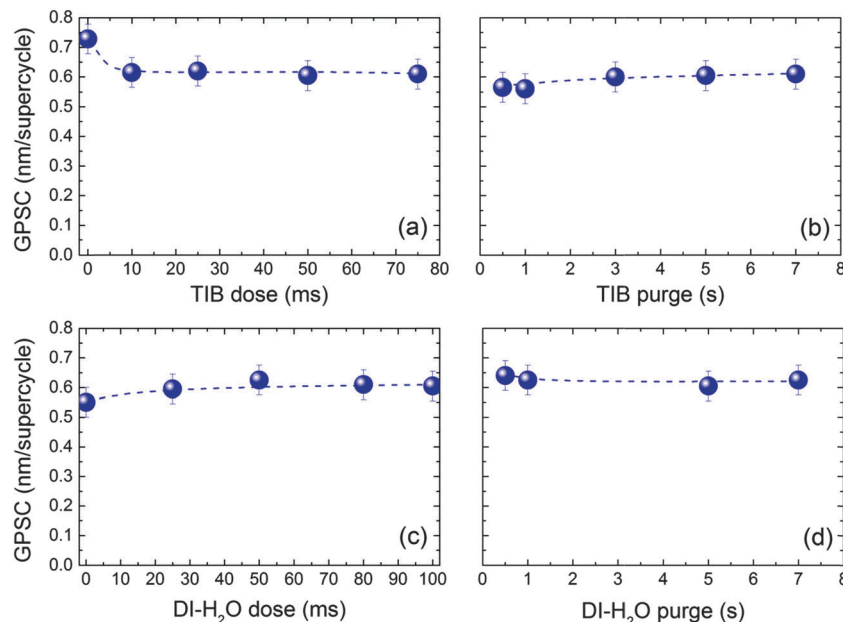 0.8
0.7
0.6
0.5
0.4
0.3
0.2
0.1
0.0
GPSC (nm/supercycle)
(a)
0 10 20 30 40 50 60 70 80
TIB dose (ms)
(b)
0 1 2 3 4 5 6 7 8
TIB purge (s)
0.8
0.7
0.6
0.5
0.4
0.3
0.2
0.1
0.0
GPSC (nm/supercycle)
(c)
0 10 20 30 40 50 60 70 80 90 100
DI-H₂O dose (ms)
(d)
0 1 2 3 4 5 6 7 8
DI-H₂O purge (s)